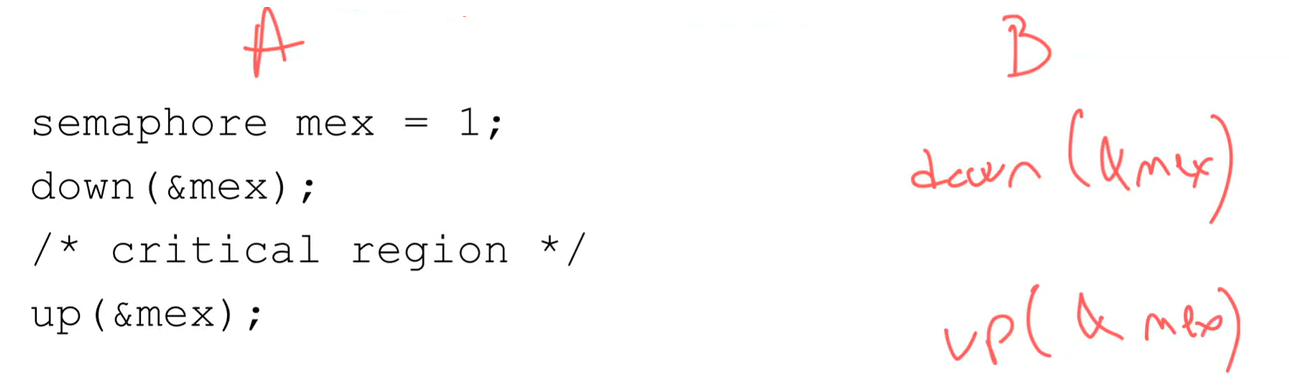 A
semaphore mex = 1;
down(&mex);
/* critical region */
up(&mex);
B
down(&mex)
up(&mex)